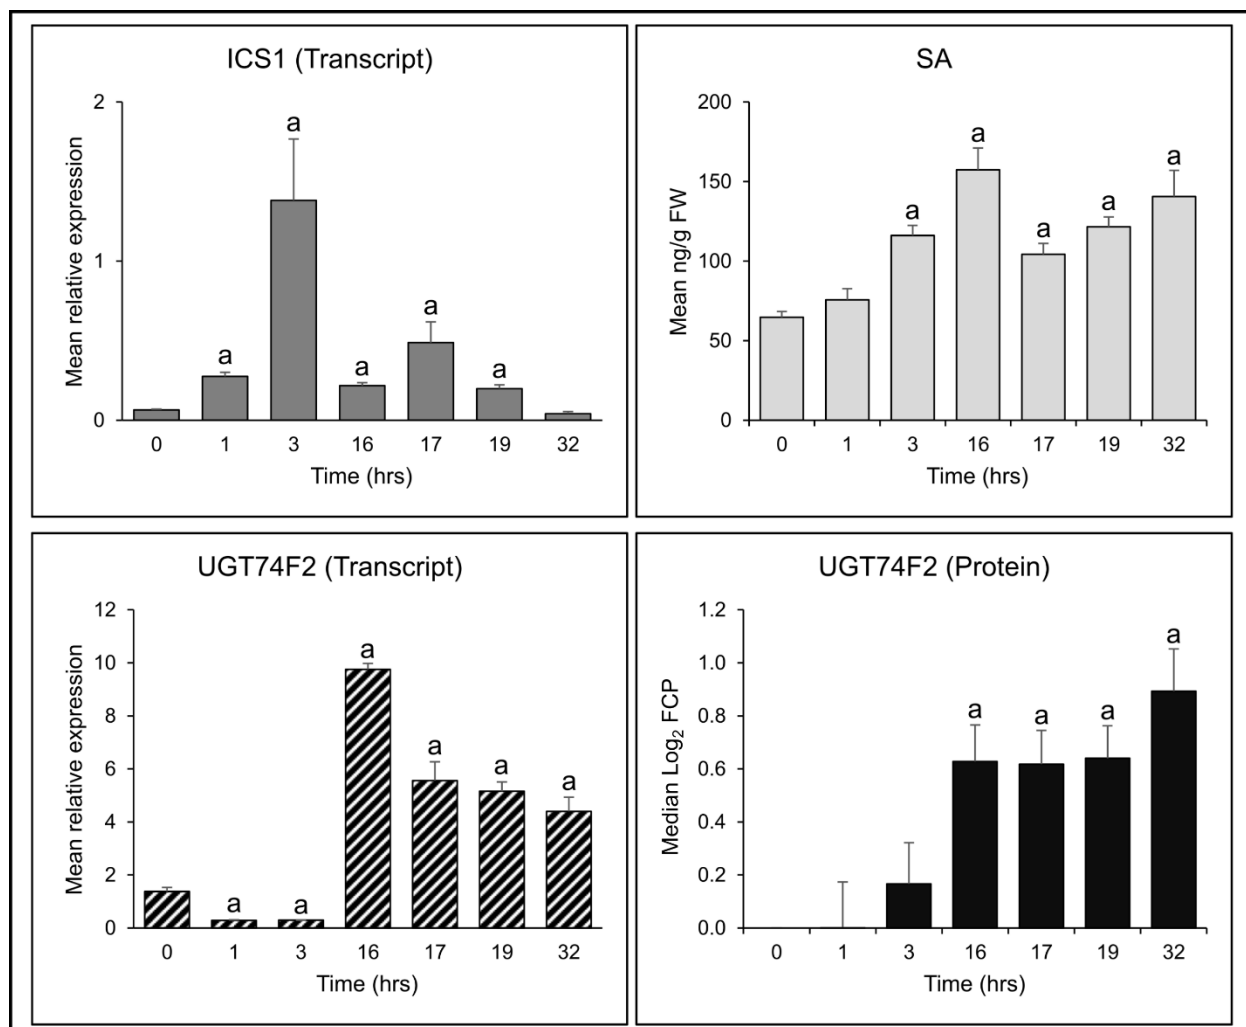 ICS1 (Transcript)
Mean relative expression
2
1
0
a
a
a
a
a
0 1 3 16 17 19 32
Time (hrs)
SA
Mean ng/g FW
200
150
100
50
0
a
a
a
a
a
0 1 3 16 17 19 32
Time (hrs)
UGT74F2 (Transcript)
Mean relative expression
12
10
8
6
4
2
0
a
a
a
a
a
a
0 1 3 16 17 19 32
Time (hrs)
UGT74F2 (Protein)
Median Log₂ FCP
1.2
1.0
0.8
0.6
0.4
0.2
0.0
a
a
a
a
0 1 3 16 17 19 32
Time (hrs)